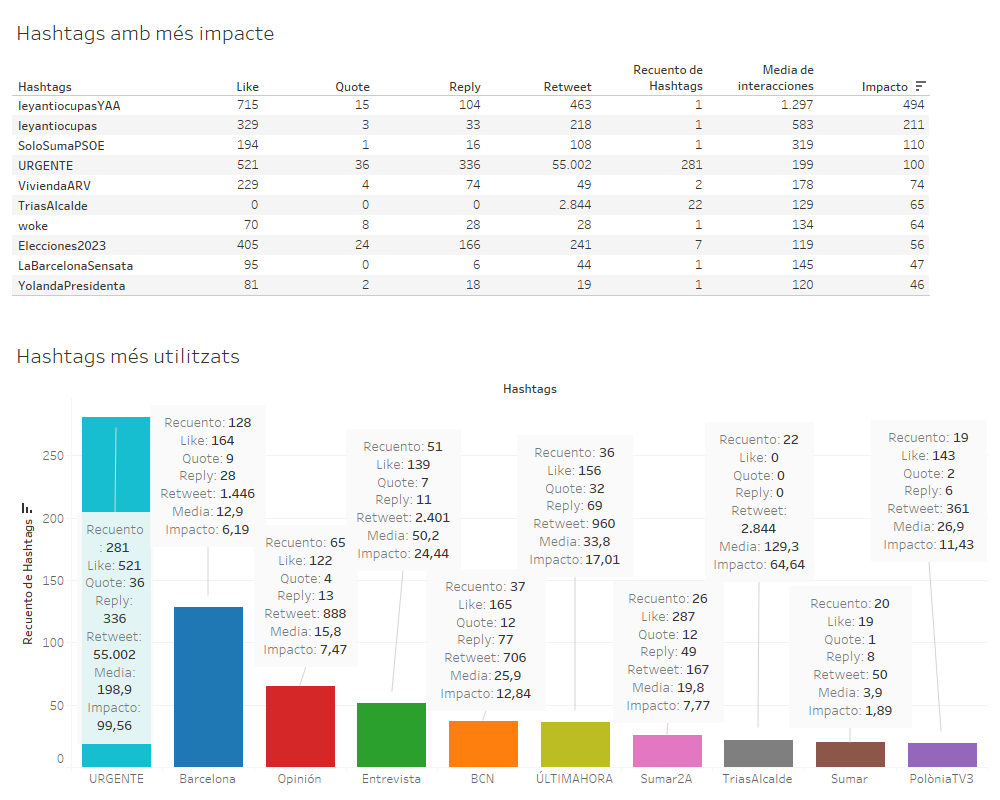 Hashtags amb més impacte
Hashtags Like Quote Reply Retweet Recuento de Hashtags Media de interacciones Impacto
leyantiocupasYAA 715 15 104 463 1 1.297 494
leyantiocupas 329 3 33 218 1 583 211
SoloSumaPSOE 194 1 16 108 1 319 110
URGENTE 521 36 336 55.002 281 199 100
ViviendaARV 229 4 74 49 2 178 74
TriasAlcalde 0 0 0 2.844 22 129 65
woke 70 8 28 28 1 134 64
Elecciones2023 405 24 166 241 7 119 56
LaBarcelonaSensata 95 0 6 44 1 145 47
YolandaPresidenta 81 2 18 19 1 120 46
Hashtags més utilitzats
Hashtags
Recuento de Hashtags
250
200
150
100
50
0
Recuento
: 281
Like: 521
Quote: 36
Reply:
336
Retweet:
55.002
Media:
198,9
Impacto:
99,56
Recuento: 128
Like: 164
Quote: 9
Reply: 28
Retweet: 1.446
Media: 12,9
Impacto: 6,19
Recuento: 65
Like: 122
Quote: 4
Reply: 13
Retweet: 888
Media: 15,8
Impacto: 7,47
Recuento: 51
Like: 139
Quote: 7
Reply: 11
Retweet: 2.401
Media: 50,2
Impacto: 24,44
Recuento: 37
Like: 165
Quote: 12
Reply: 77
Retweet: 706
Media: 25,9
Impacto: 12,84
Recuento: 36
Like: 156
Quote: 32
Reply: 69
Retweet: 960
Media: 33,8
Impacto: 17,01
Recuento: 26
Like: 287
Quote: 12
Reply: 49
Retweet: 167
Media: 19,8
Impacto: 7,77
Recuento: 22
Like: 0
Quote: 0
Reply: 0
Retweet:
2.844
Media: 129,3
Impacto: 64,64
Recuento: 20
Like: 19
Quote: 1
Reply: 8
Retweet: 50
Media: 3,9
Impacto: 1,89
Recuento: 19
Like: 143
Quote: 2
Reply: 6
Retweet: 361
Media: 26,9
Impacto: 11,43
URGENTE Barcelona Opinión Entrevista BCN ÚLTIMAHORA Sumar2A TriasAlcalde Sumar PolòniaTV3